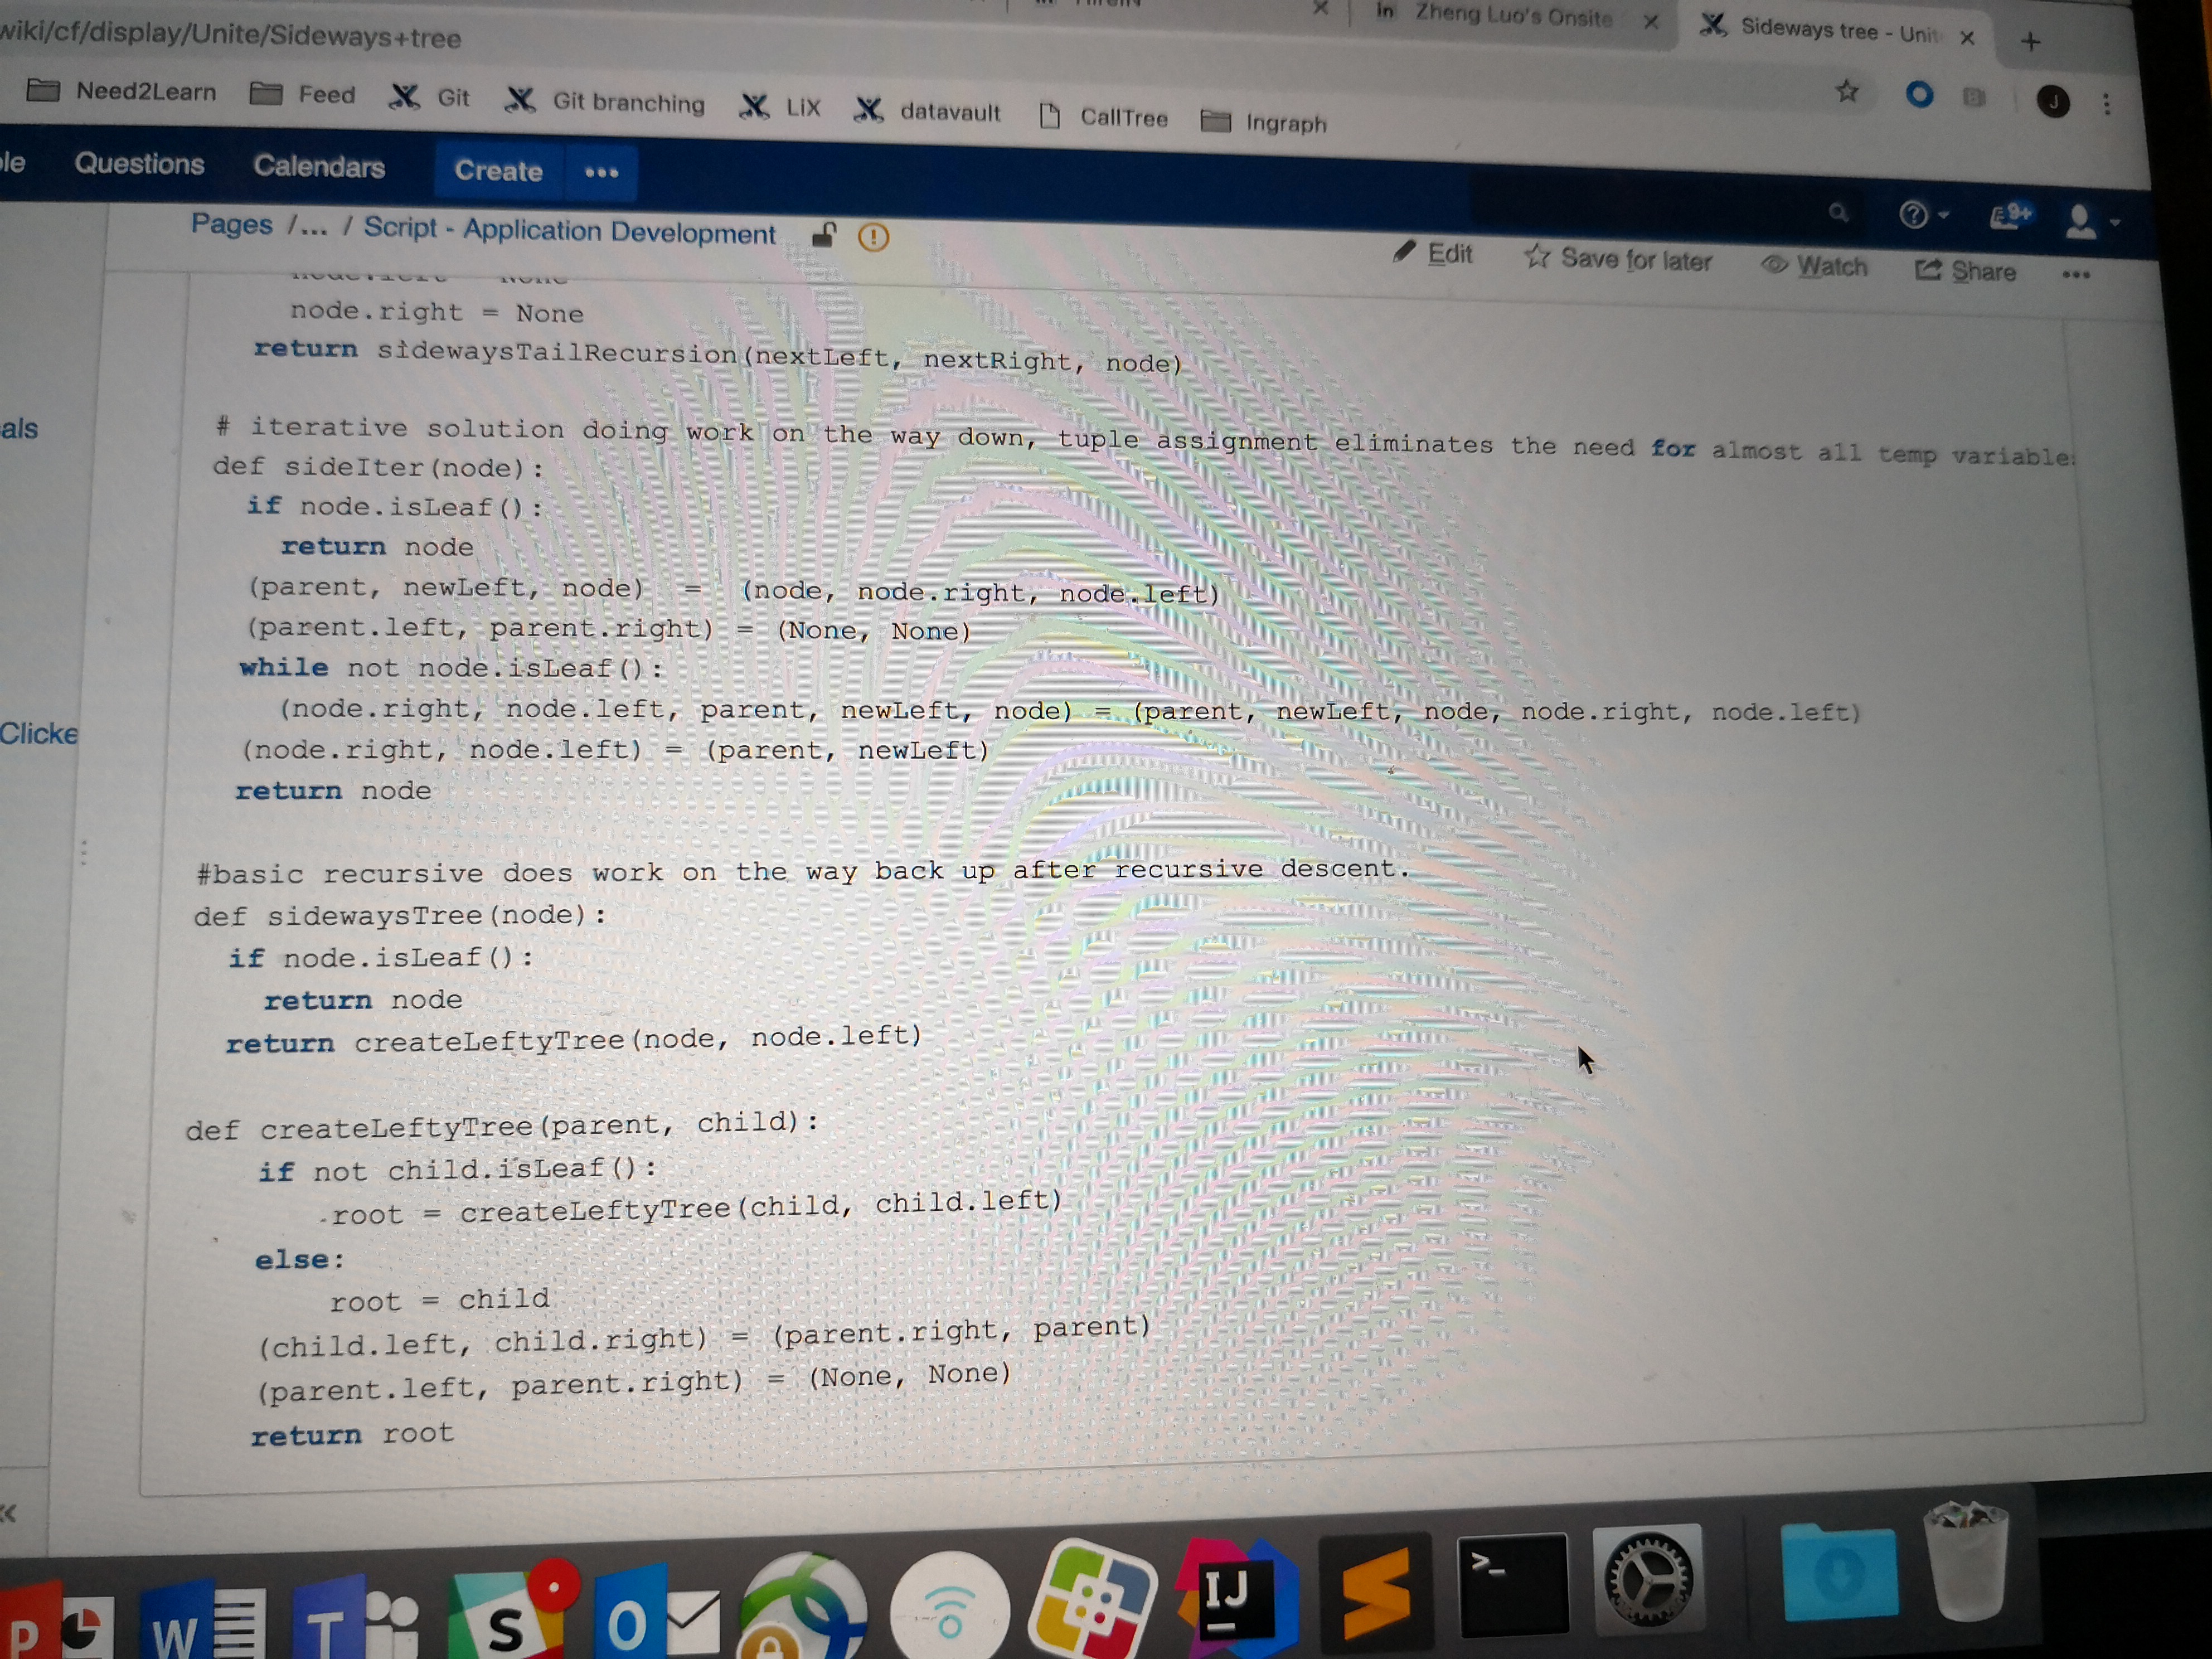 Zheng Luo's Onsite
Sideways tree - Unit
wiki/cf/display/Unite/Sideways+tree
Need2Learn Feed Git Git branching LiX datavault CallTree Ingraph
J
ple Questions Calendars Create •••
9+
Pages /... / Script - Application Development
Edit Save for later Watch Share •••
node.right = None
return sidewaysTailRecursion(nextLeft, nextRight, node)
als
# iterative solution doing work on the way down, tuple assignment eliminates the need for almost all temp variable
def sideIter(node):
if node.isLeaf():
return node
(parent, newLeft, node) = (node, node.right, node.left)
(parent.left, parent.right) = (None, None)
while not node.isLeaf():
(node.right, node.left, parent, newLeft, node) = (parent, newLeft, node, node.right, node.left)
Clicke
(node.right, node.left) = (parent, newLeft)
return node
#basic recursive does work on the way back up after recursive descent.
def sidewaysTree(node):
if node.isLeaf():
return node
return createLeftyTree(node, node.left)
def createLeftyTree(parent, child):
if not child.isLeaf():
root = createLeftyTree(child, child.left)
else:
root = child
(child.left, child.right) = (parent.right, parent)
(parent.left, parent.right) = (None, None)
return root
P W T S O IJ >_